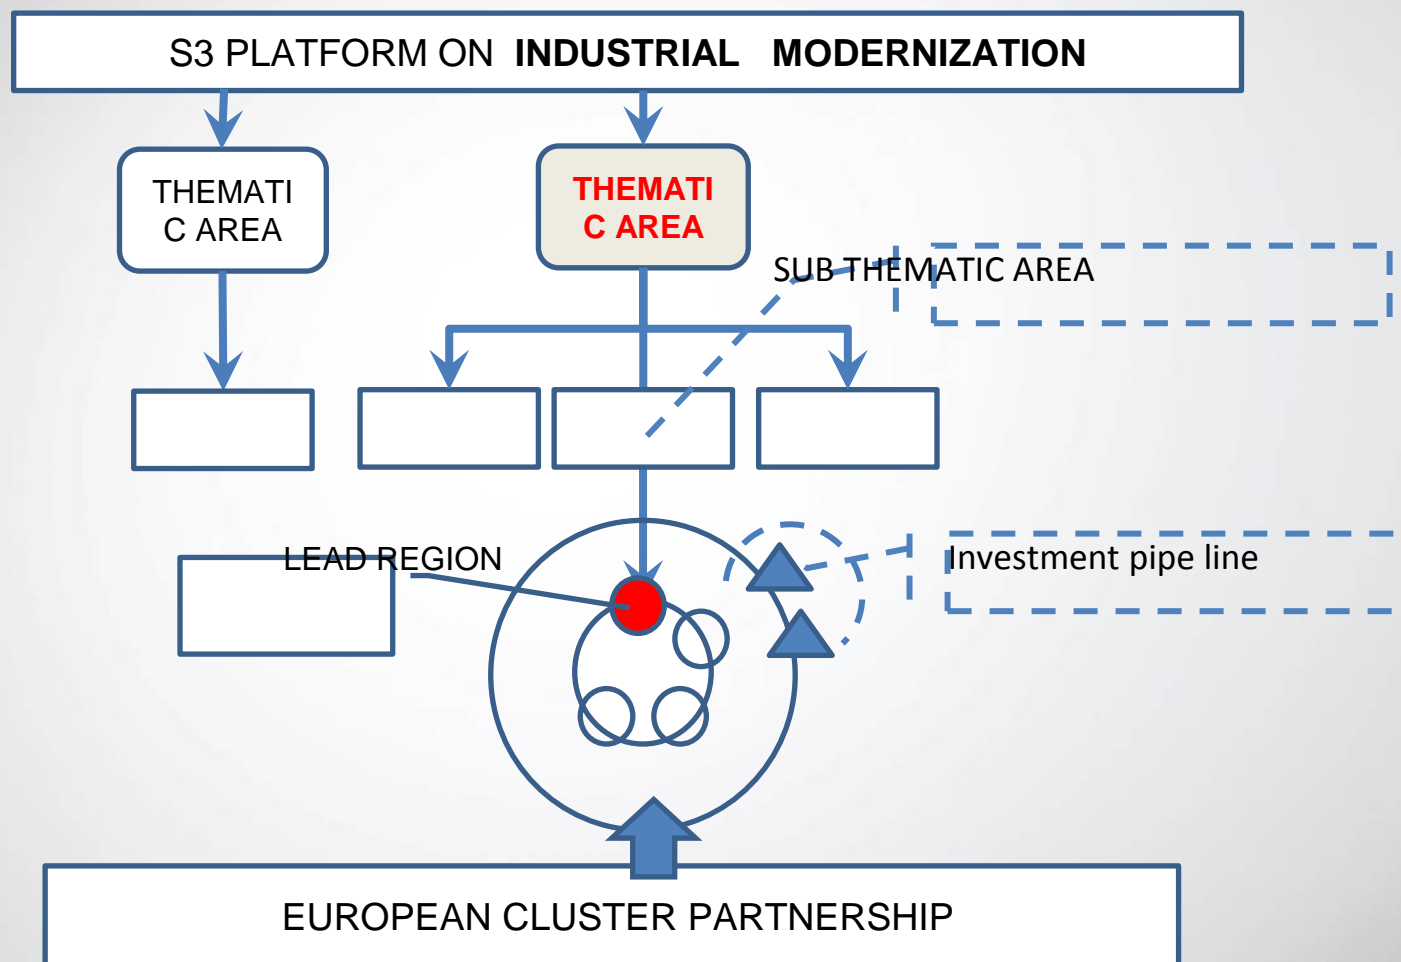 S3 PLATFORM ON INDUSTRIAL MODERNIZATION
THEMATI
C AREA
THEMATI
C AREA
SUB THEMATIC AREA
LEAD REGION
Investment pipe line
EUROPEAN CLUSTER PARTNERSHIP